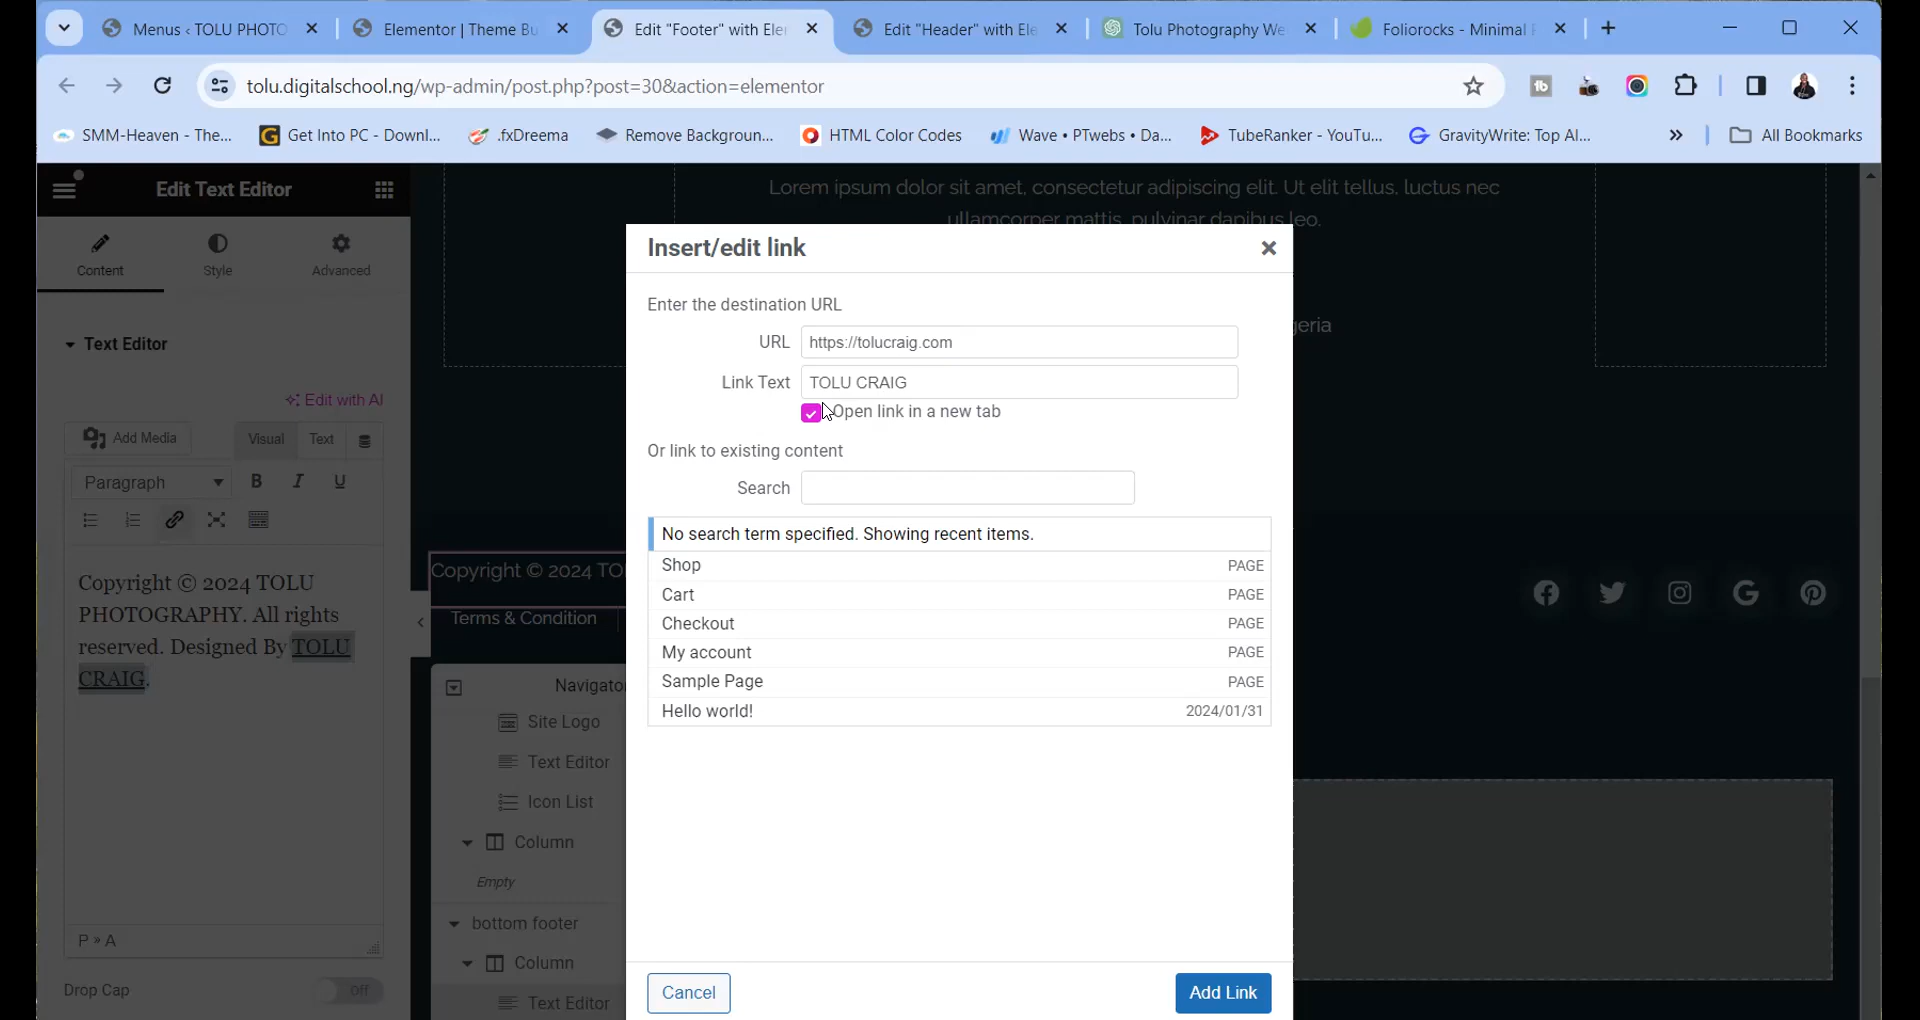 Menus ‹ TOLU PHOTO
Elementor | Theme Bu
Edit "Footer" with Ele
Edit "Header" with Ele
Tolu Photography We
Foliorocks - Minimal
tolu.digitalschool.ng/wp-admin/post.php?post=30&action=elementor
SMM-Heaven - The...
Get Into PC - Downl...
.fxDreema
Remove Backgroun...
HTML Color Codes
Wave • PTwebs • Da...
TubeRanker - YouTu...
GravityWrite: Top AI...
All Bookmarks
Edit Text Editor
Content
Style
Advanced
Text Editor
Edit with AI
Add Media
Visual
Text
Paragraph
B
I
U
Copyright © 2024 TOLU
PHOTOGRAPHY. All rights
reserved. Designed By TOLU
CRAIG.
P » A
Drop Cap
Off
Lorem ipsum dolor sit amet, consectetur adipiscing elit. Ut elit tellus, luctus nec
ullamcorper mattis, pulvinar dapibus leo.
geria
Copyright © 2024 TO
Terms & Condition
Navigato
Site Logo
Text Editor
Icon List
Column
Empty
bottom footer
Column
Text Editor
Insert/edit link
Enter the destination URL
URL
https://tolucraig.com
Link Text
TOLU CRAIG
Open link in a new tab
Or link to existing content
Search
No search term specified. Showing recent items.
Shop PAGE
Cart PAGE
Checkout PAGE
My account PAGE
Sample Page PAGE
Hello world! 2024/01/31
Cancel
Add Link